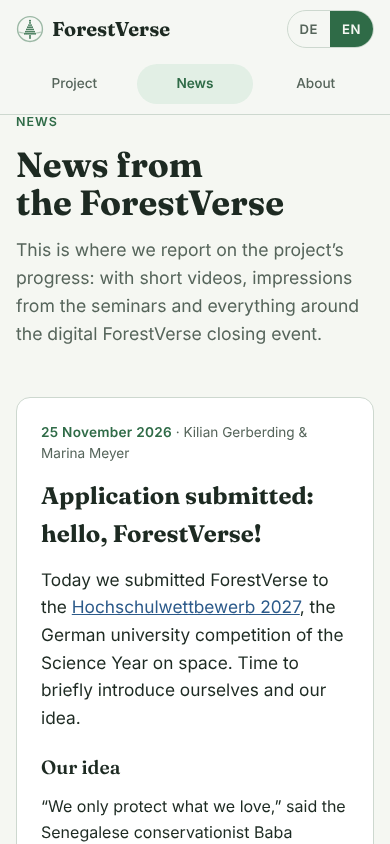 ForestVerse
DE EN
Project News About
NEWS
News from
the ForestVerse
This is where we report on the project’s
progress: with short videos, impressions
from the seminars and everything around
the digital ForestVerse closing event.
25 November 2026 · Kilian Gerberding &
Marina Meyer
Application submitted:
hello, ForestVerse!
Today we submitted ForestVerse to
the Hochschulwettbewerb 2027, the
German university competition of the
Science Year on space. Time to
briefly introduce ourselves and our
idea.
Our idea
“We only protect what we love,” said the
Senegalese conservationist Baba